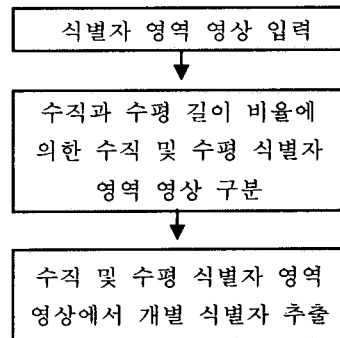 식별자 영역 영상 입력
수직과 수평 길이 비율에
의한 수직 및 수평 식별자
영역 영상 구분
수직 및 수평 식별자 영역
영상에서 개별 식별자 추출